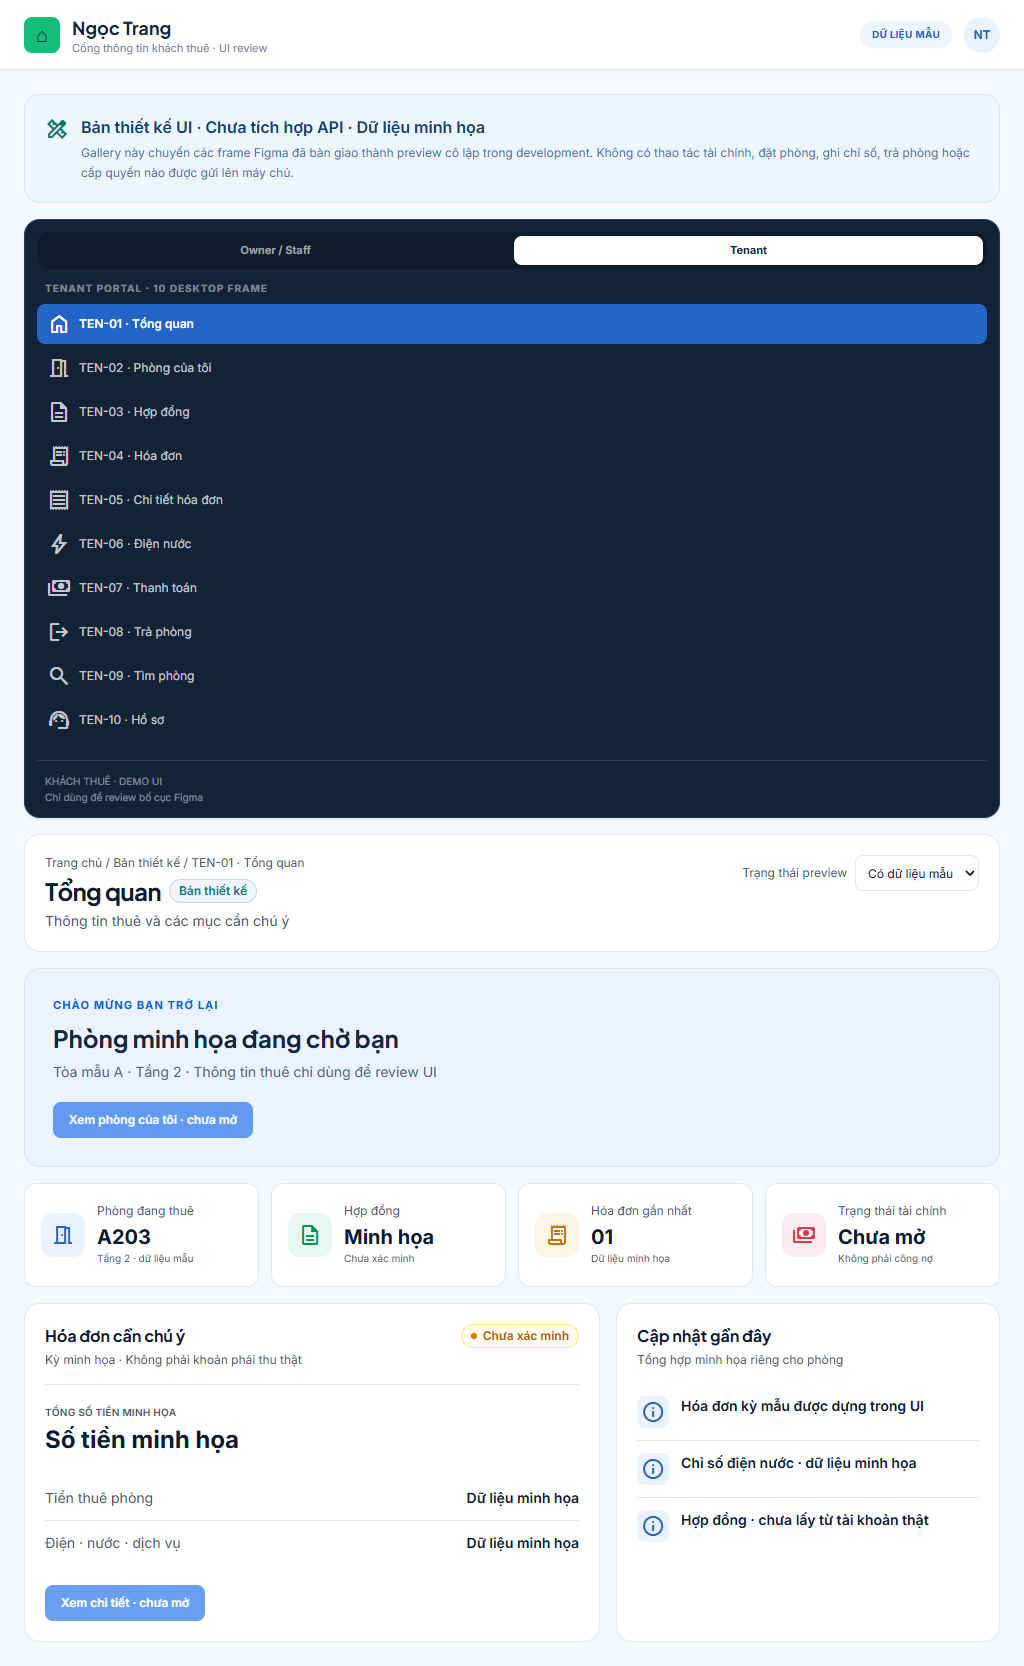 Ngọc Trang
Cổng thông tin khách thuê · UI review
DỮ LIỆU MẪU
NT
Bản thiết kế UI · Chưa tích hợp API · Dữ liệu minh họa
Gallery này chuyển các frame Figma đã bàn giao thành preview cô lập trong development. Không có thao tác tài chính, đặt phòng, ghi chỉ số, trả phòng hoặc
cấp quyền nào được gửi lên máy chủ.
Owner / Staff
Tenant
TENANT PORTAL · 10 DESKTOP FRAME
TEN-01 · Tổng quan
TEN-02 · Phòng của tôi
TEN-03 · Hợp đồng
TEN-04 · Hóa đơn
TEN-05 · Chi tiết hóa đơn
TEN-06 · Điện nước
TEN-07 · Thanh toán
TEN-08 · Trả phòng
TEN-09 · Tìm phòng
TEN-10 · Hồ sơ
KHÁCH THUÊ · DEMO UI
Chỉ dùng để review bố cục Figma
Trang chủ / Bản thiết kế / TEN-01 · Tổng quan
Tổng quan
Bản thiết kế
Thông tin thuê và các mục cần chú ý
Trạng thái preview
Có dữ liệu mẫu
CHÀO MỪNG BẠN TRỞ LẠI
Phòng minh họa đang chờ bạn
Tòa mẫu A · Tầng 2 · Thông tin thuê chỉ dùng để review UI
Xem phòng của tôi · chưa mở
Phòng đang thuê
A203
Tầng 2 · dữ liệu mẫu
Hợp đồng
Minh họa
Chưa xác minh
Hóa đơn gần nhất
01
Dữ liệu minh họa
Trạng thái tài chính
Chưa mở
Không phải công nợ
Hóa đơn cần chú ý
Chưa xác minh
Kỳ minh họa · Không phải khoản phải thu thật
TỔNG SỐ TIỀN MINH HỌA
Số tiền minh họa
Tiền thuê phòng
Dữ liệu minh họa
Điện · nước · dịch vụ
Dữ liệu minh họa
Xem chi tiết · chưa mở
Cập nhật gần đây
Tổng hợp minh họa riêng cho phòng
Hóa đơn kỳ mẫu được dựng trong UI
Chỉ số điện nước · dữ liệu minh họa
Hợp đồng · chưa lấy từ tài khoản thật